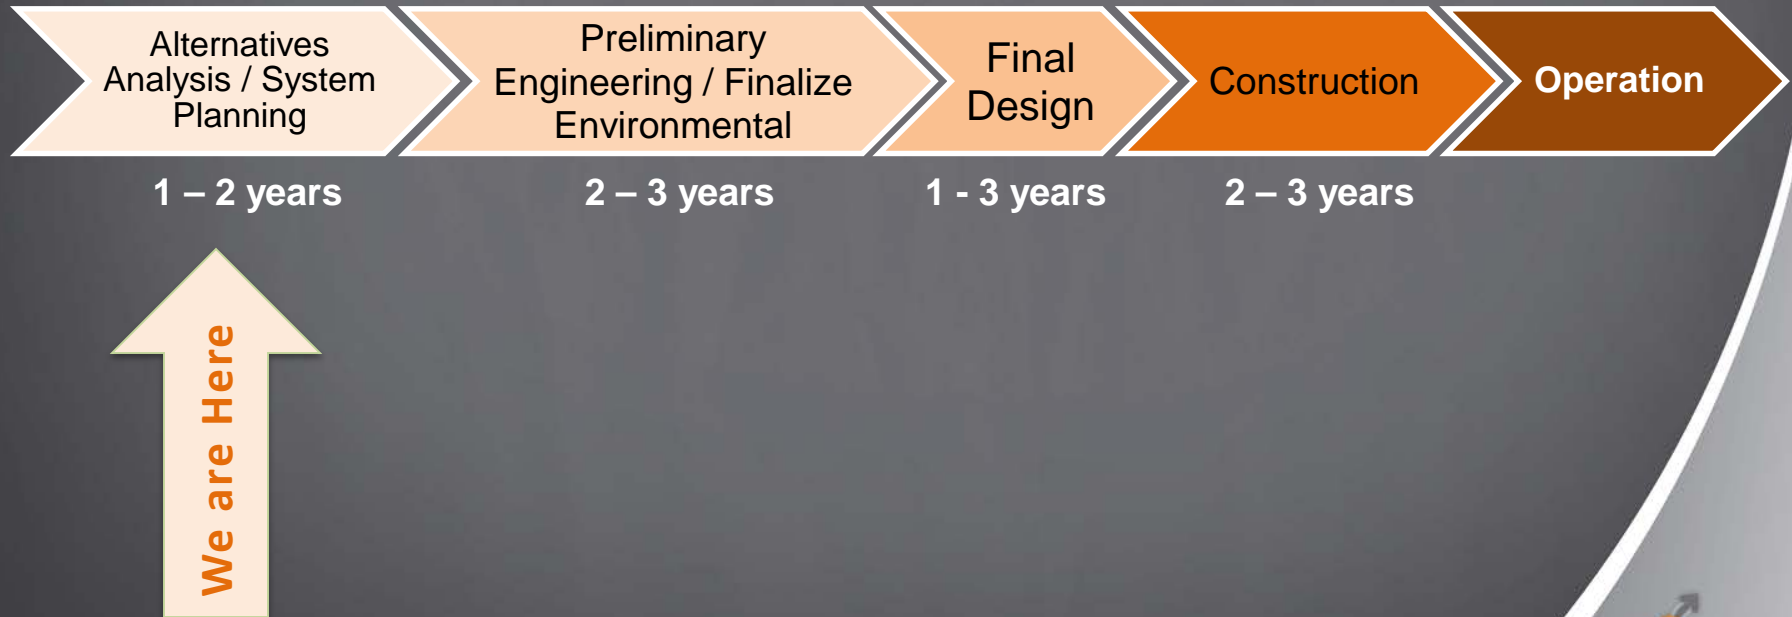 Alternatives
Analysis / System
Planning
Preliminary
Engineering / Finalize
Environmental
Final
Design
Construction
Operation
1 – 2 years
2 – 3 years
1 - 3 years
2 – 3 years
We are Here